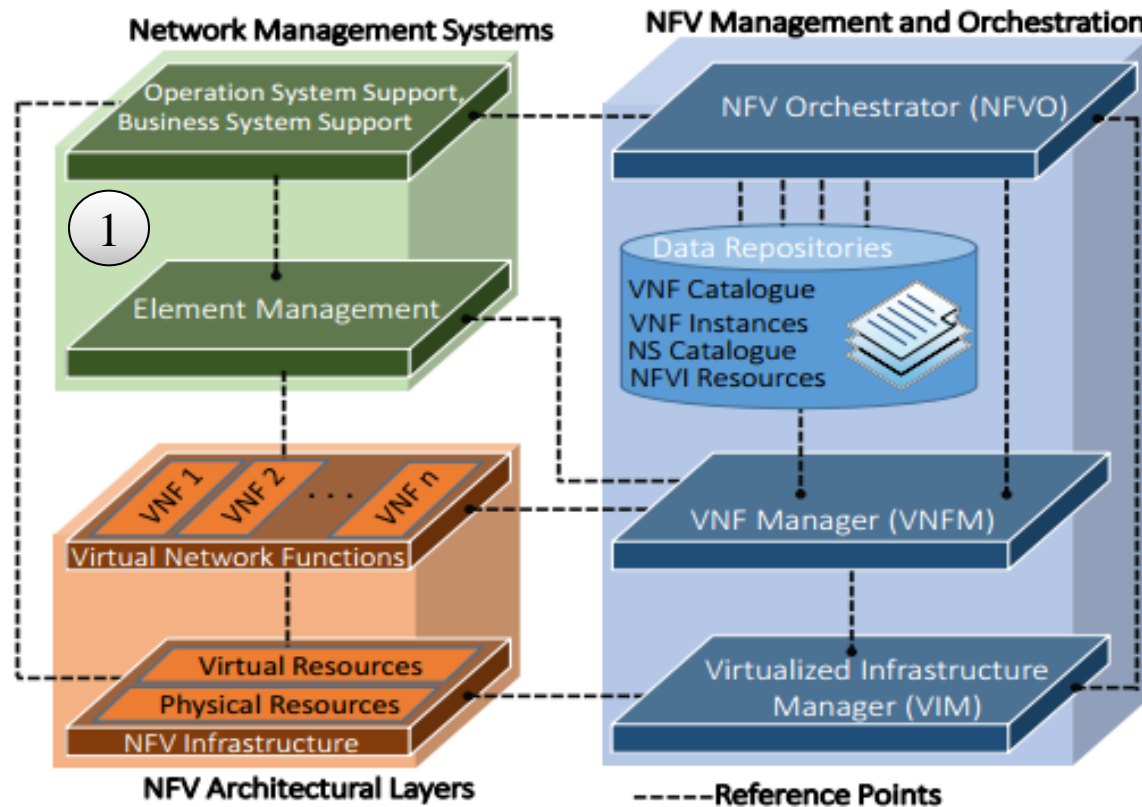 Network Management Systems
Operation System Support,
Business System Support
1
Element Management
VNF 1
VNF 2
...
VNF n
Virtual Network Functions
Virtual Resources
Physical Resources
NFV Infrastructure
NFV Architectural Layers
NFV Management and Orchestration
NFV Orchestrator (NFVO)
Data Repositories
VNF Catalogue
VNF Instances
NS Catalogue
NFVI Resources
VNF Manager (VNFM)
Virtualized Infrastructure
Manager (VIM)
-----Reference Points